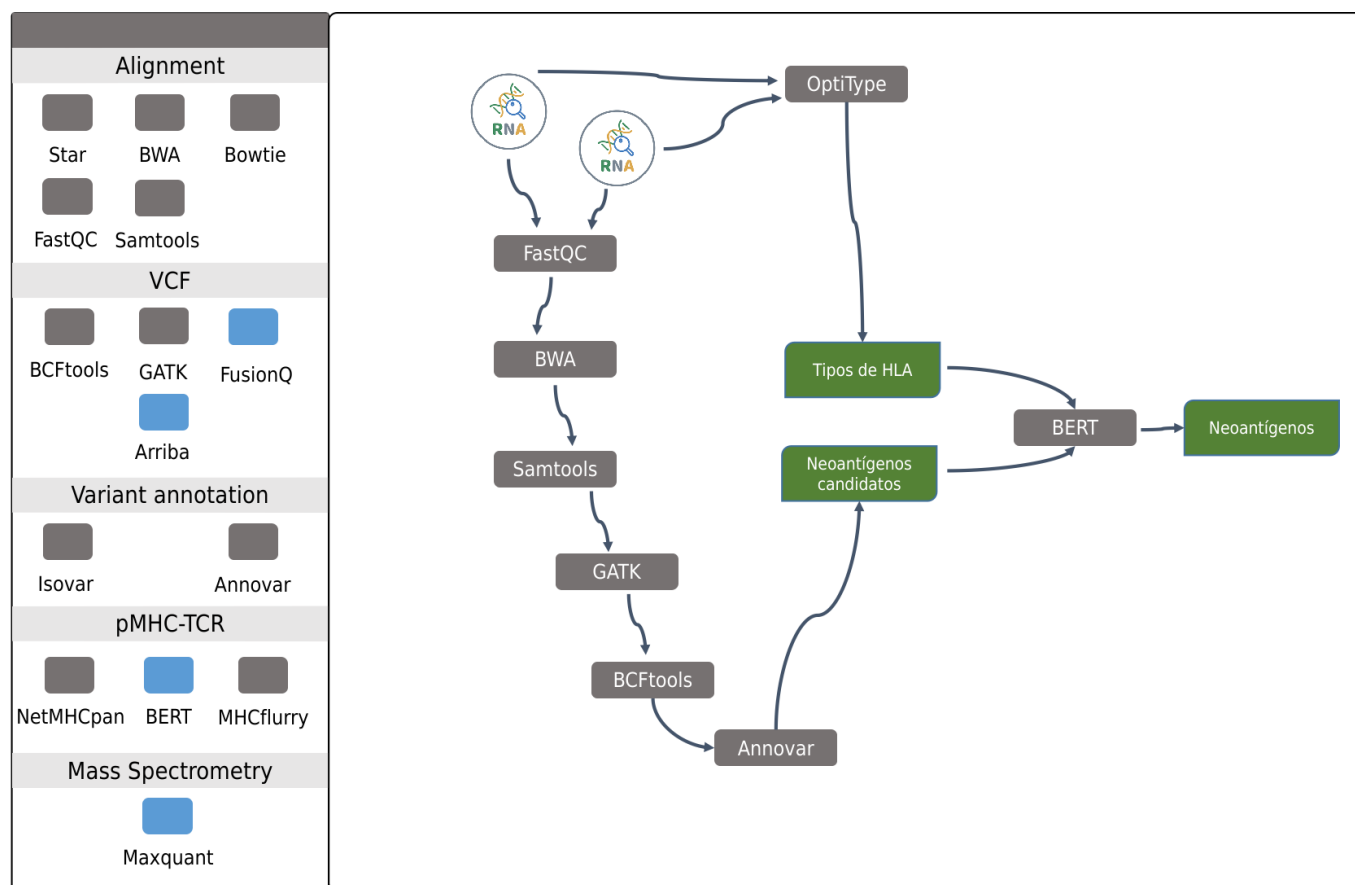 Alignment
Star
BWA
Bowtie
FastQC
Samtools
VCF
BCFtools
GATK
FusionQ
Arriba
Variant annotation
Isovar
Annovar
pMHC-TCR
NetMHCpan
BERT
MHCflurry
Mass Spectrometry
Maxquant
RNA
RNA
OptiType
FastQC
BWA
Samtools
GATK
BCFtools
Annovar
Tipos de HLA
Neoantígenos
candidatos
BERT
Neoantígenos